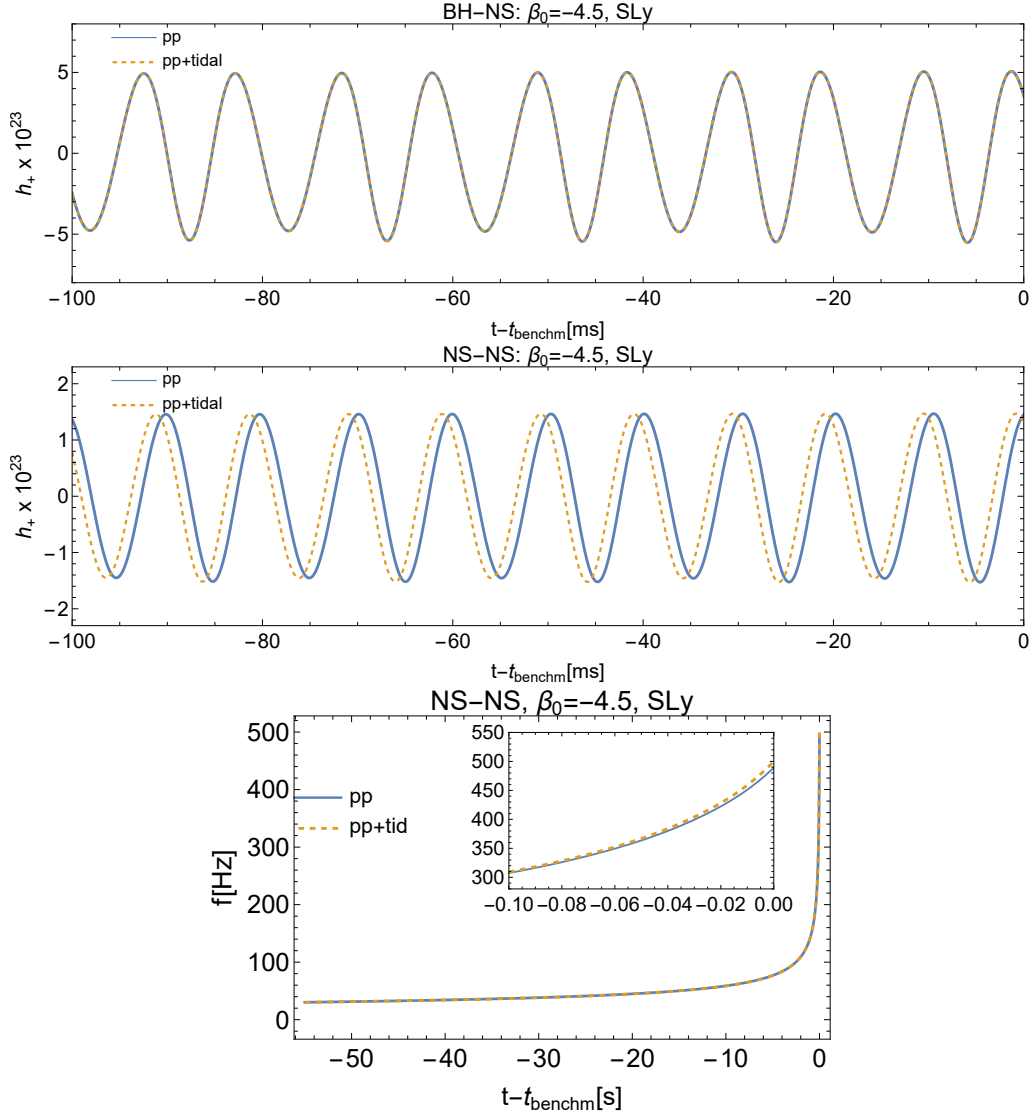 BH−NS: β₀=−4.5, SLy
pp
pp+tidal
h₊ x 10²³
5
0
−5
−100 −80 −60 −40 −20 0
t−t_benchm[ms]
NS−NS: β₀=−4.5, SLy
pp
pp+tidal
h₊ x 10²³
2
1
0
−1
−2
−100 −80 −60 −40 −20 0
t−t_benchm[ms]
NS−NS, β₀=−4.5, SLy
pp
pp+tid
f[Hz]
500
400
300
200
100
0
550
500
450
400
350
300
−0.10 −0.08 −0.06 −0.04 −0.02 0.00
−50 −40 −30 −20 −10 0
t−t_benchm[s]